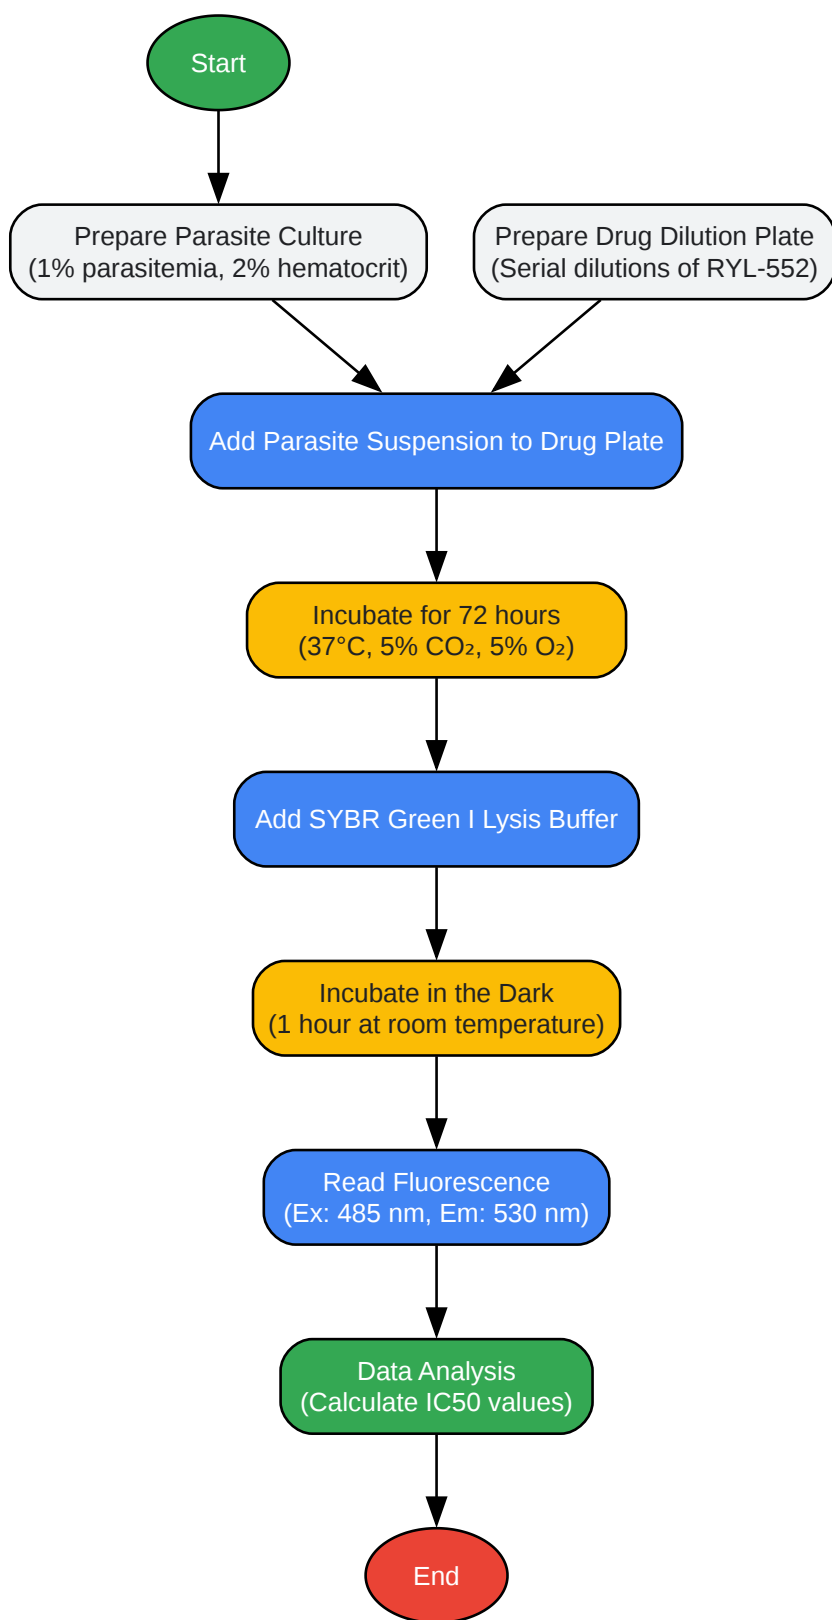 Start
Prepare Parasite Culture
(1% parasitemia, 2% hematocrit)
Prepare Drug Dilution Plate
(Serial dilutions of RYL-552)
Add Parasite Suspension to Drug Plate
Incubate for 72 hours
(37°C, 5% CO₂, 5% O₂)
Add SYBR Green I Lysis Buffer
Incubate in the Dark
(1 hour at room temperature)
Read Fluorescence
(Ex: 485 nm, Em: 530 nm)
Data Analysis
(Calculate IC50 values)
End